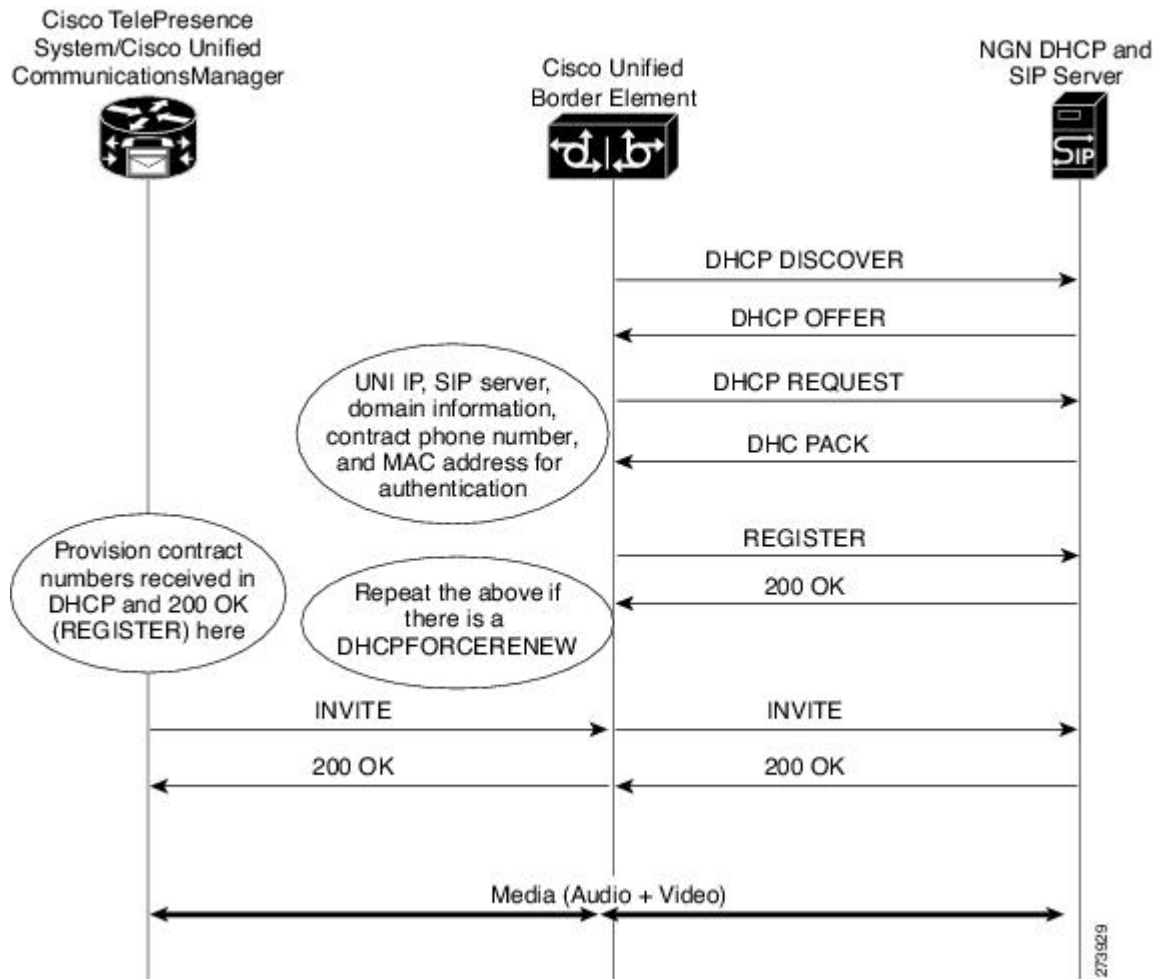 Cisco TelePresence
System/Cisco Unified
CommunicationsManager
Cisco Unified
Border Element
NGN DHCP and
SIP Server
SIP
DHCP DISCOVER
DHCP OFFER
UNI IP, SIP server,
domain information,
contract phone number,
and MAC address for
authentication
DHCP REQUEST
DHC PACK
REGISTER
200 OK
Provision contract
numbers received in
DHCP and 200 OK
(REGISTER) here
Repeat the above if
there is a
DHCPFORCERENEW
INVITE
INVITE
200 OK
200 OK
Media (Audio + Video)
273929